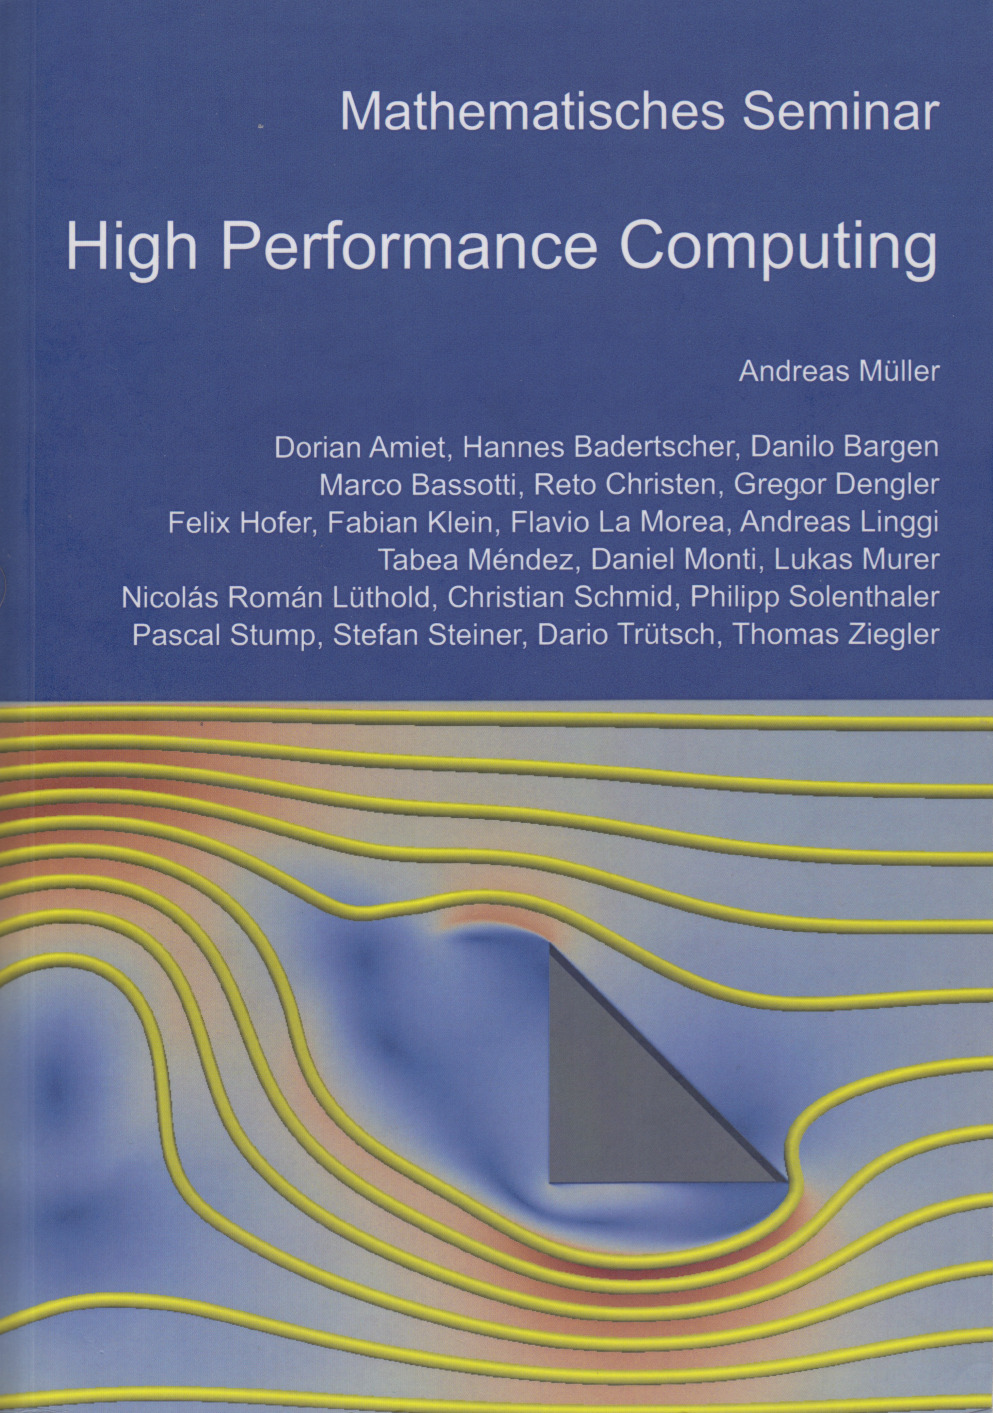 Mathematisches Seminar
High Performance Computing
Andreas Müller
Dorian Amiet, Hannes Badertscher, Danilo Bargen
Marco Bassotti, Reto Christen, Gregor Dengler
Felix Hofer, Fabian Klein, Flavio La Morea, Andreas Linggi
Tabea Méndez, Daniel Monti, Lukas Murer
Nicolás Román Lüthold, Christian Schmid, Philipp Solenthaler
Pascal Stump, Stefan Steiner, Dario Trütsch, Thomas Ziegler